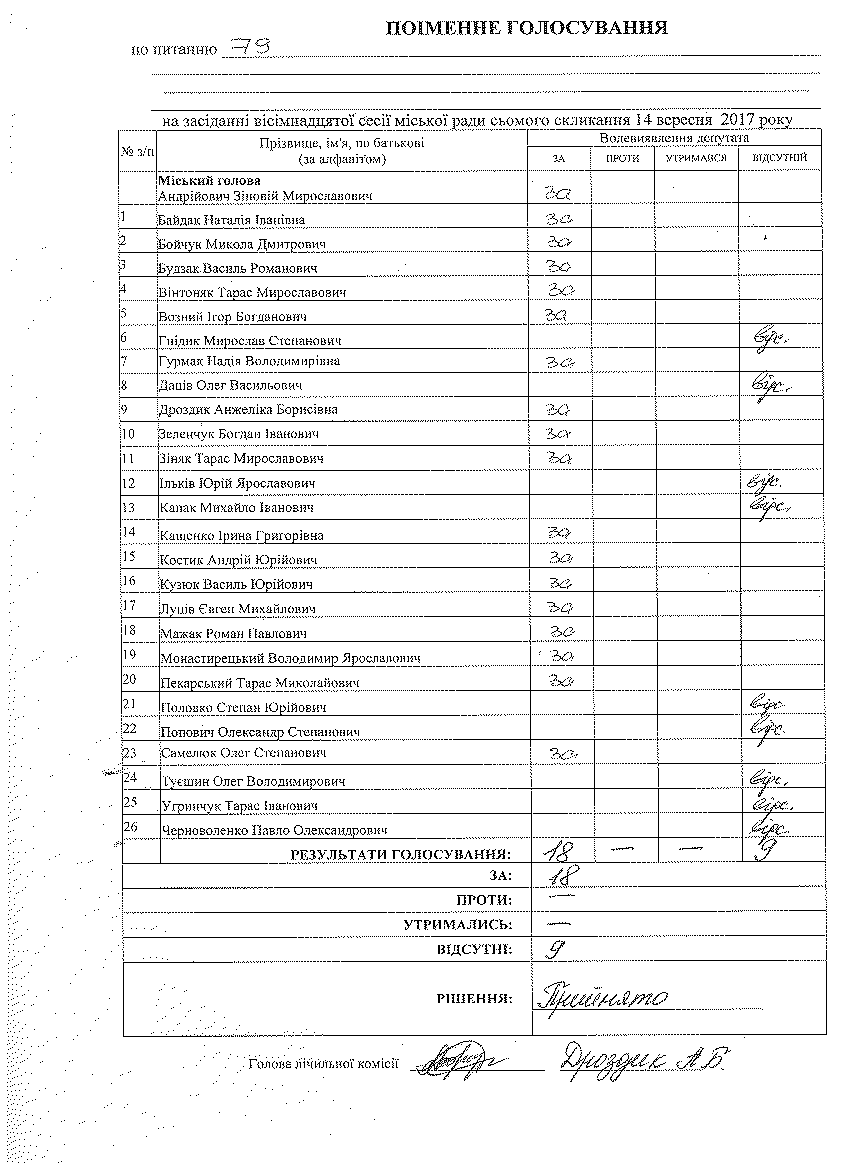 ПОІМЕННЕ ГОЛОСУВАННЯ
по питанню 79
на засіданні вісімнадцятої сесії міської ради сьомого скликання 14 вересня 2017 року
№ з/п Прізвище, ім'я, по батькові (за алфавітом) Волевиявлення депутата
ЗА ПРОТИ УТРИМАВСЯ ВІДСУТНІЙ
Міський голова
Андрійович Зіновій Мирославович за
1 Байдак Наталія Іванівна за
2 Бойчук Микола Дмитрович за
3 Будзак Василь Романович за
4 Вінтоняк Тарас Мирославович за
5 Возний Ігор Богданович за
6 Гнідик Мирослав Степанович відс.
7 Гурмак Надія Володимирівна за
8 Даців Олег Васильович відс.
9 Дроздик Анжеліка Борисівна за
10 Зеленчук Богдан Іванович за
11 Зіняк Тарас Мирославович за
12 Ільків Юрій Ярославович відс.
13 Капак Михайло Іванович відс.
14 Кащенко Ірина Григорівна за
15 Костик Андрій Юрійович за
16 Кузюк Василь Юрійович за
17 Луців Євген Михайлович за
18 Мажак Роман Павлович за
19 Монастирецький Володимир Ярославович за
20 Пекарський Тарас Миколайович за
21 Половко Степан Юрійович відс
22 Попович Олександр Степанович відс.
23 Самелюк Олег Степанович за
24 Туєшин Олег Володимирович відс.
25 Угринчук Тарас Іванович відс.
26 Черноволенко Павло Олександрович відс.
РЕЗУЛЬТАТИ ГОЛОСУВАННЯ: 18 — — 9
ЗА: 18
ПРОТИ: —
УТРИМАЛИСЬ: —
ВІДСУТНІ: 9
РІШЕННЯ: Прийнято
Голова лічильної комісії Дроздик А.Б